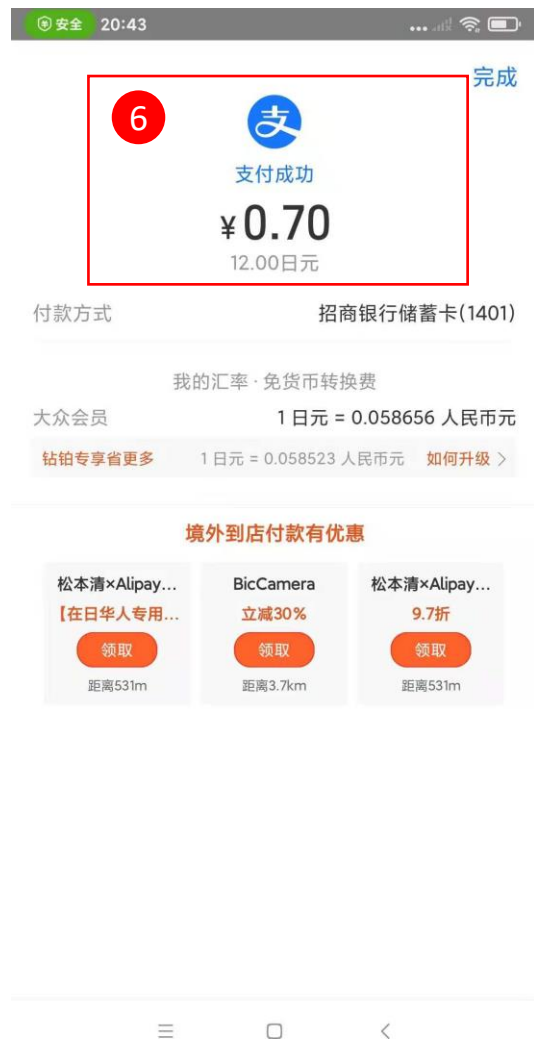 安全 20:43
完成
6
支
支付成功
¥0.70
12.00日元
付款方式 招商银行储蓄卡(1401)
我的汇率·免货币转换费
大众会员 1日元 = 0.058656 人民币元
钻铂专享省更多 1日元 = 0.058523 人民币元 如何升级 >
境外到店付款有优惠
松本清×Alipay... BicCamera 松本清×Alipay...
【在日华人专用... 立减30% 9.7折
领取 领取 领取
距离531m 距离3.7km 距离531m